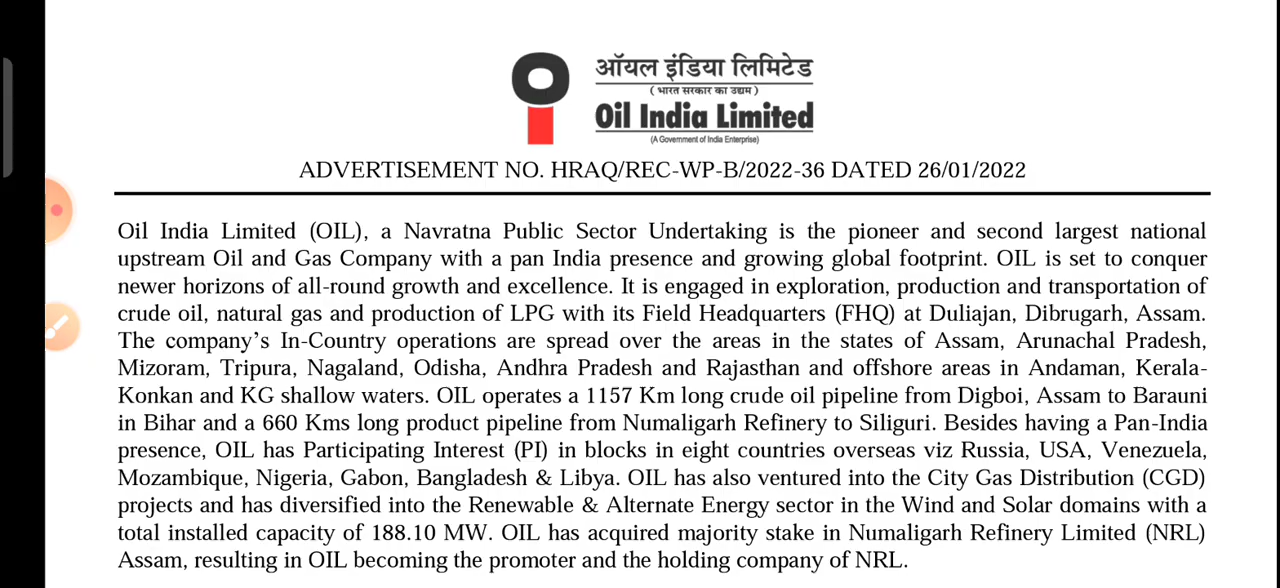 ऑयल इंडिया लिमिटेड
( भारत सरकार का उद्यम )
Oil India Limited
(A Government of India Enterprise)
ADVERTISEMENT NO. HRAQ/REC-WP-B/2022-36 DATED 26/01/2022
Oil India Limited (OIL), a Navratna Public Sector Undertaking is the pioneer and second largest national
upstream Oil and Gas Company with a pan India presence and growing global footprint. OIL is set to conquer
newer horizons of all-round growth and excellence. It is engaged in exploration, production and transportation of
crude oil, natural gas and production of LPG with its Field Headquarters (FHQ) at Duliajan, Dibrugarh, Assam.
The company’s In-Country operations are spread over the areas in the states of Assam, Arunachal Pradesh,
Mizoram, Tripura, Nagaland, Odisha, Andhra Pradesh and Rajasthan and offshore areas in Andaman, Kerala-
Konkan and KG shallow waters. OIL operates a 1157 Km long crude oil pipeline from Digboi, Assam to Barauni
in Bihar and a 660 Kms long product pipeline from Numaligarh Refinery to Siliguri. Besides having a Pan-India
presence, OIL has Participating Interest (PI) in blocks in eight countries overseas viz Russia, USA, Venezuela,
Mozambique, Nigeria, Gabon, Bangladesh & Libya. OIL has also ventured into the City Gas Distribution (CGD)
projects and has diversified into the Renewable & Alternate Energy sector in the Wind and Solar domains with a
total installed capacity of 188.10 MW. OIL has acquired majority stake in Numaligarh Refinery Limited (NRL)
Assam, resulting in OIL becoming the promoter and the holding company of NRL.